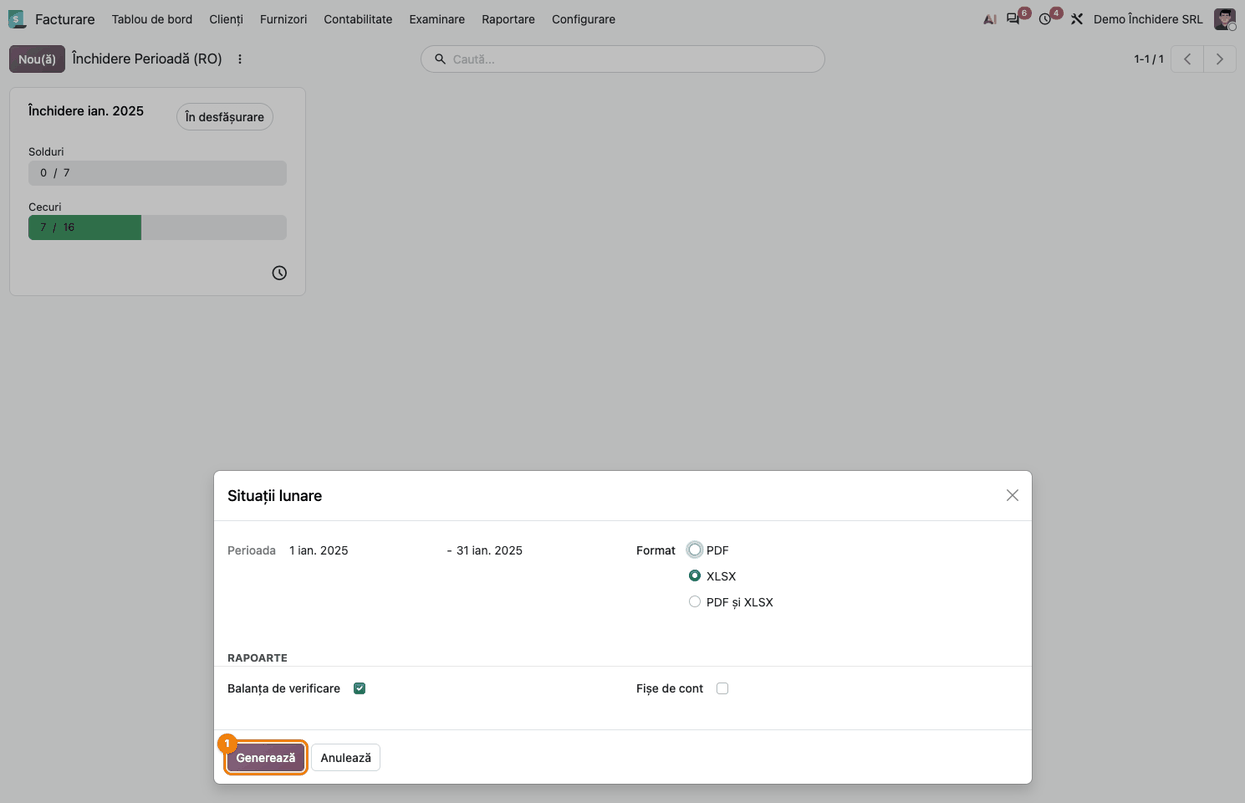 Facturare Tablou de bord Clienți Furnizori Contabilitate Examinare Raportare Configurare AI 6 4 Demo Închidere SRL
Nou(ă) Închidere Perioadă (RO) Caută... 1-1 / 1
Închidere ian. 2025 În desfășurare
Solduri
0 / 7
Cecuri
7 / 16
Situații lunare
Perioada 1 ian. 2025 - 31 ian. 2025 Format PDF
XLSX
PDF și XLSX
RAPOARTE
Balanța de verificare Fișe de cont
1
Generează Anulează